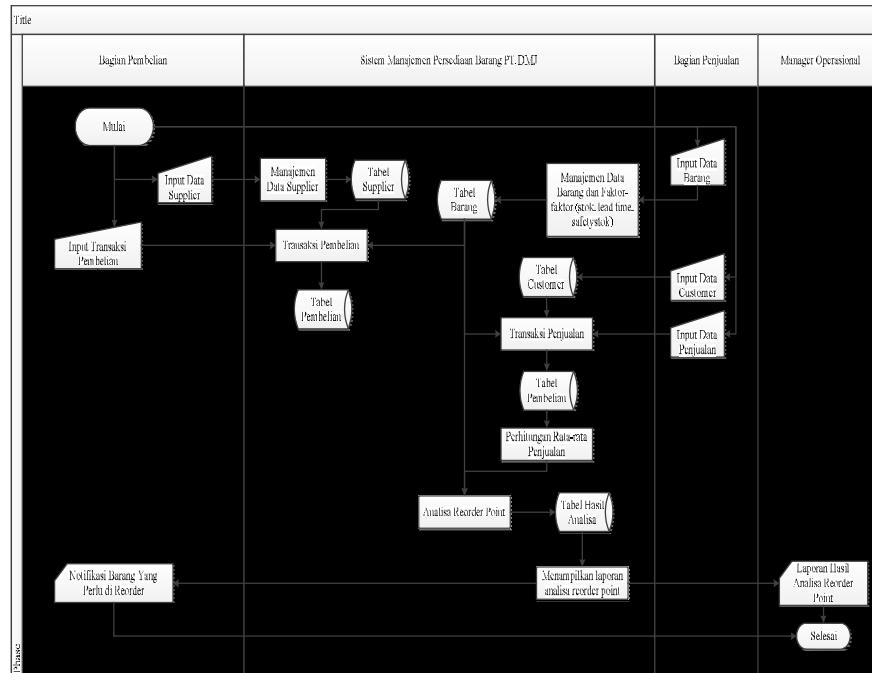 Title
Bagian Pembelian
Sistem Manajemen Persediaan Barang PT. DMJ
Bagian Penjualan
Manager Operasional
Mulai
Input Data
Supplier
Manajemen
Data Supplier
Tabel
Supplier
Tabel
Barang
Manajemen Data
Barang dan Faktor-
faktor (stok, lead time,
safetystok)
Input Data
Barang
Input Transaksi
Pembelian
Transaksi Pembelian
Tabel
Pembelian
Tabel
Customer
Input Data
Customer
Transaksi Penjualan
Input Data
Penjualan
Tabel
Pembelian
Perhitungan Rata-rata
Penjualan
Analisa Reorder Point
Tabel Hasil
Analisa
Notifikasi Barang Yang
Perlu di Reorder
Menampilkan laporan
analisa reorder point
Laporan Hasil
Analisa Reorder
Point
Selesai
Phase